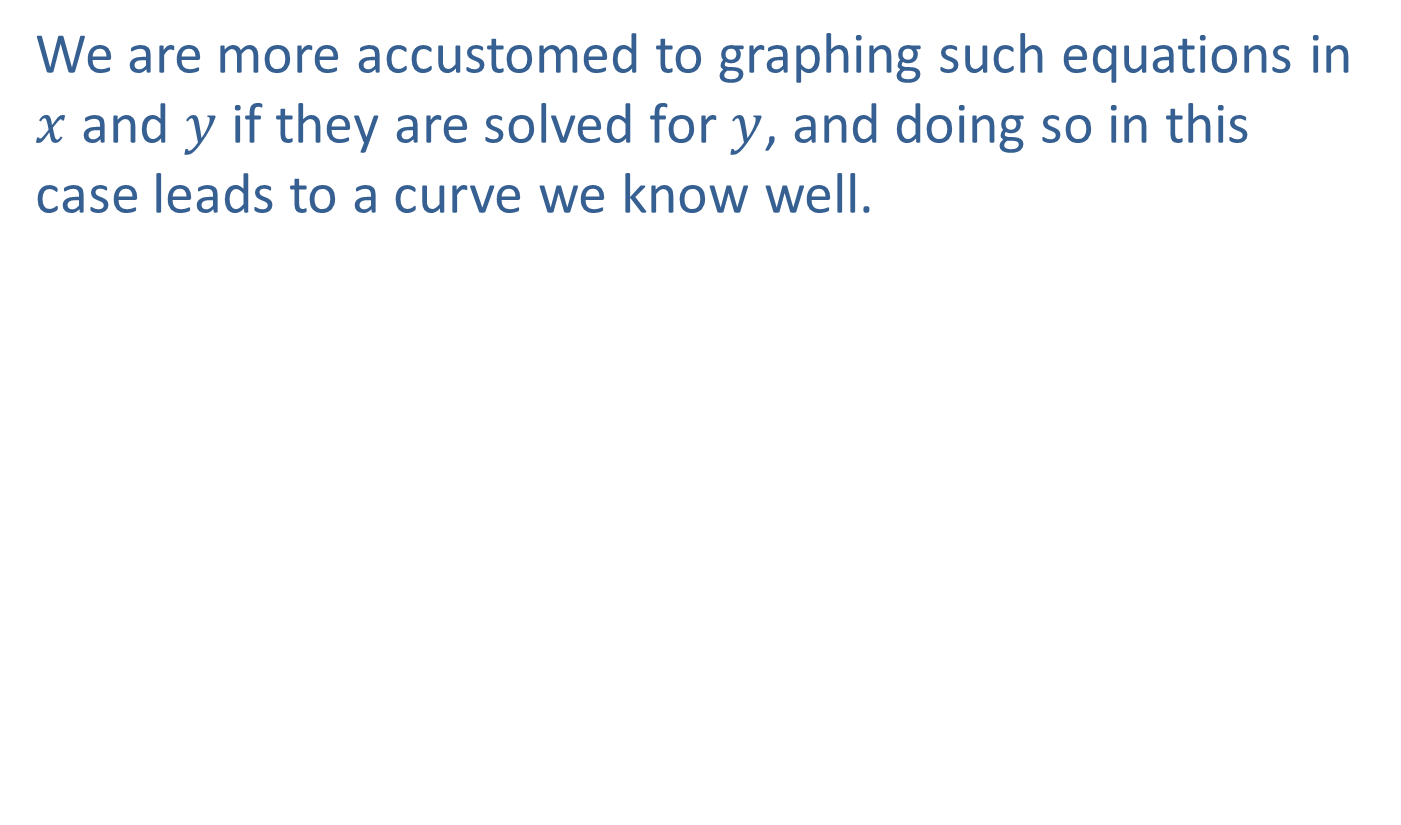 We are more accustomed to graphing such equations in
x and y if they are solved for y, and doing so in this
case leads to a curve we know well.